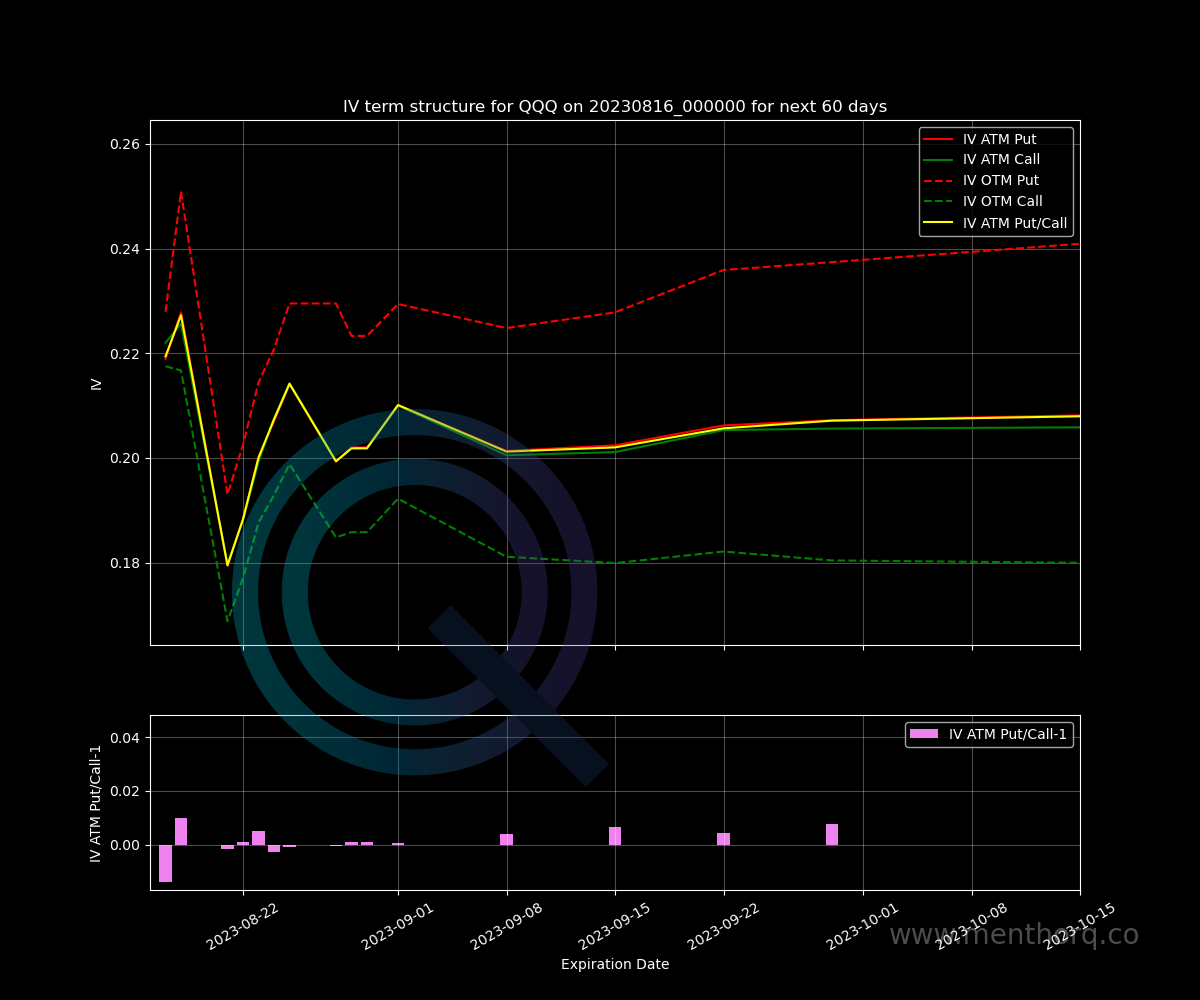 IV term structure for QQQ on 20230816_000000 for next 60 days
IV
0.26
0.24
0.22
0.20
0.18
IV ATM Put
IV ATM Call
IV OTM Put
IV OTM Call
IV ATM Put/Call
IV ATM Put/Call-1
0.04
0.02
0.00
IV ATM Put/Call-1
2023-08-22
2023-09-01
2023-09-08
2023-09-15
2023-09-22
2023-10-01
2023-10-08
2023-10-15
Expiration Date
www.menthorq.co